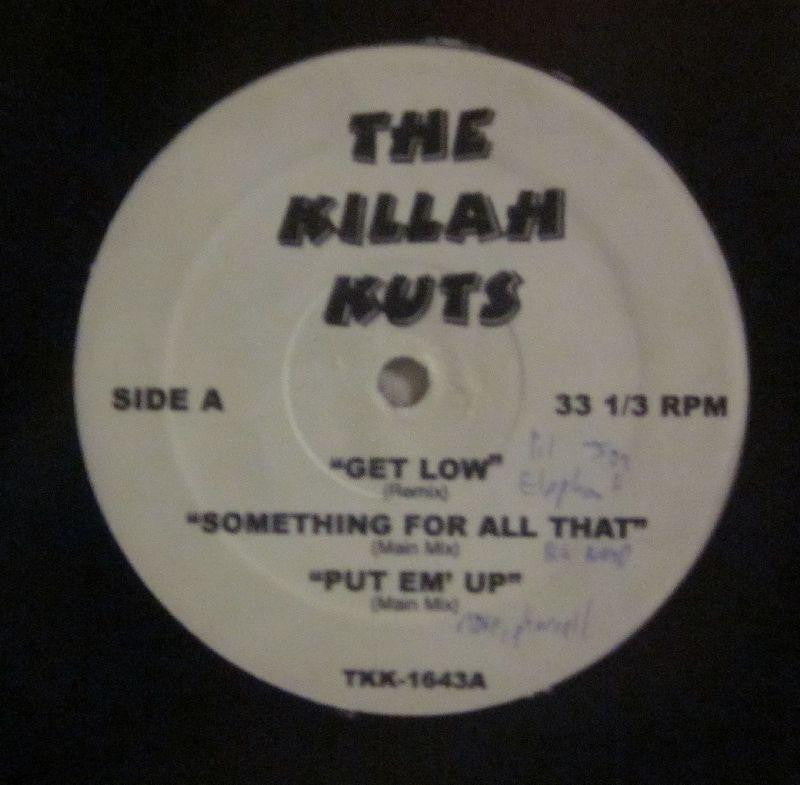 THE
KILLAH
KUTS
SIDE A
33 1/3 RPM
"GET LOW"
(Remix)
"SOMETHING FOR ALL THAT"
(Main Mix)
"PUT EM' UP"
(Main Mix)
TKK-1643A